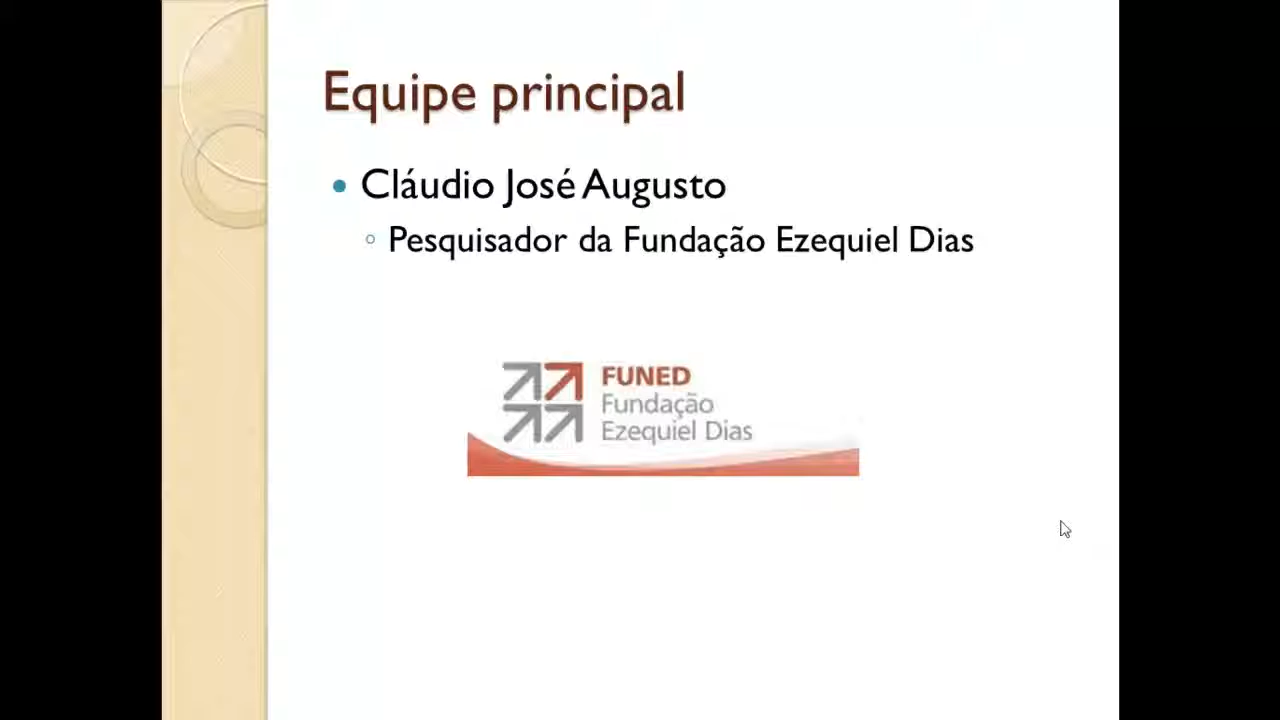 Equipe principal
Cláudio José Augusto
Pesquisador da Fundação Ezequiel Dias
FUNED
Fundação
Ezequiel Dias